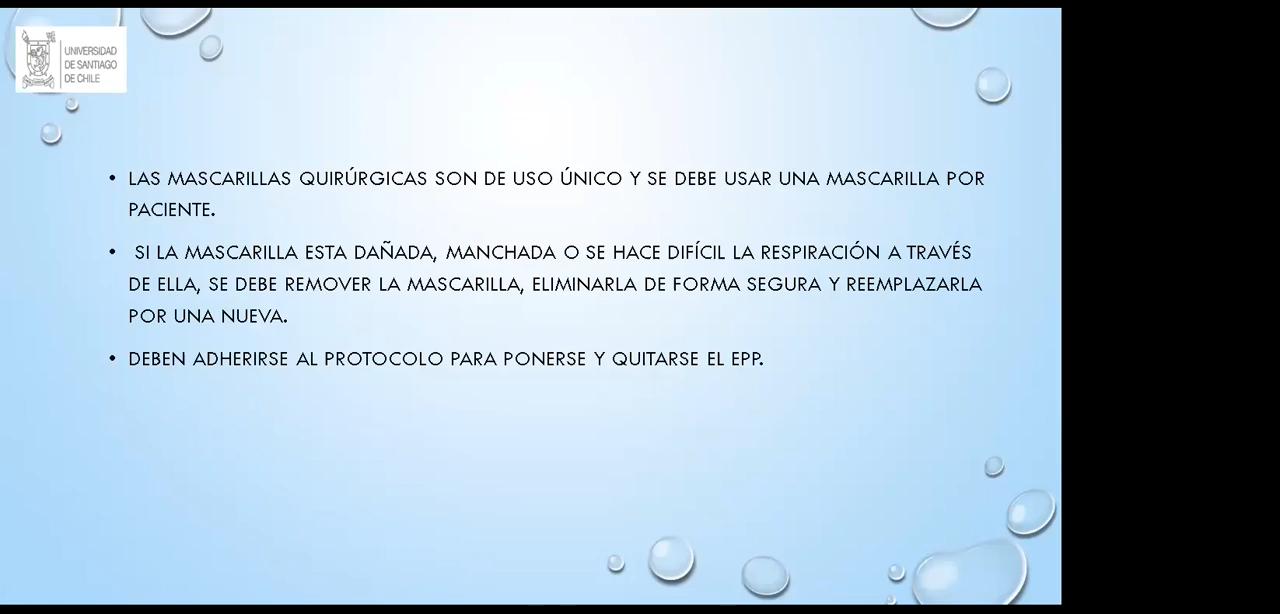 UNIVERSIDAD
DE SANTIAGO
DE CHILE
• LAS MASCARILLAS QUIRÚRGICAS SON DE USO ÚNICO Y SE DEBE USAR UNA MASCARILLA POR
PACIENTE.
• SI LA MASCARILLA ESTA DAÑADA, MANCHADA O SE HACE DIFÍCIL LA RESPIRACIÓN A TRAVÉS
DE ELLA, SE DEBE REMOVER LA MASCARILLA, ELIMINARLA DE FORMA SEGURA Y REEMPLAZARLA
POR UNA NUEVA.
• DEBEN ADHERIRSE AL PROTOCOLO PARA PONERSE Y QUITARSE EL EPP.